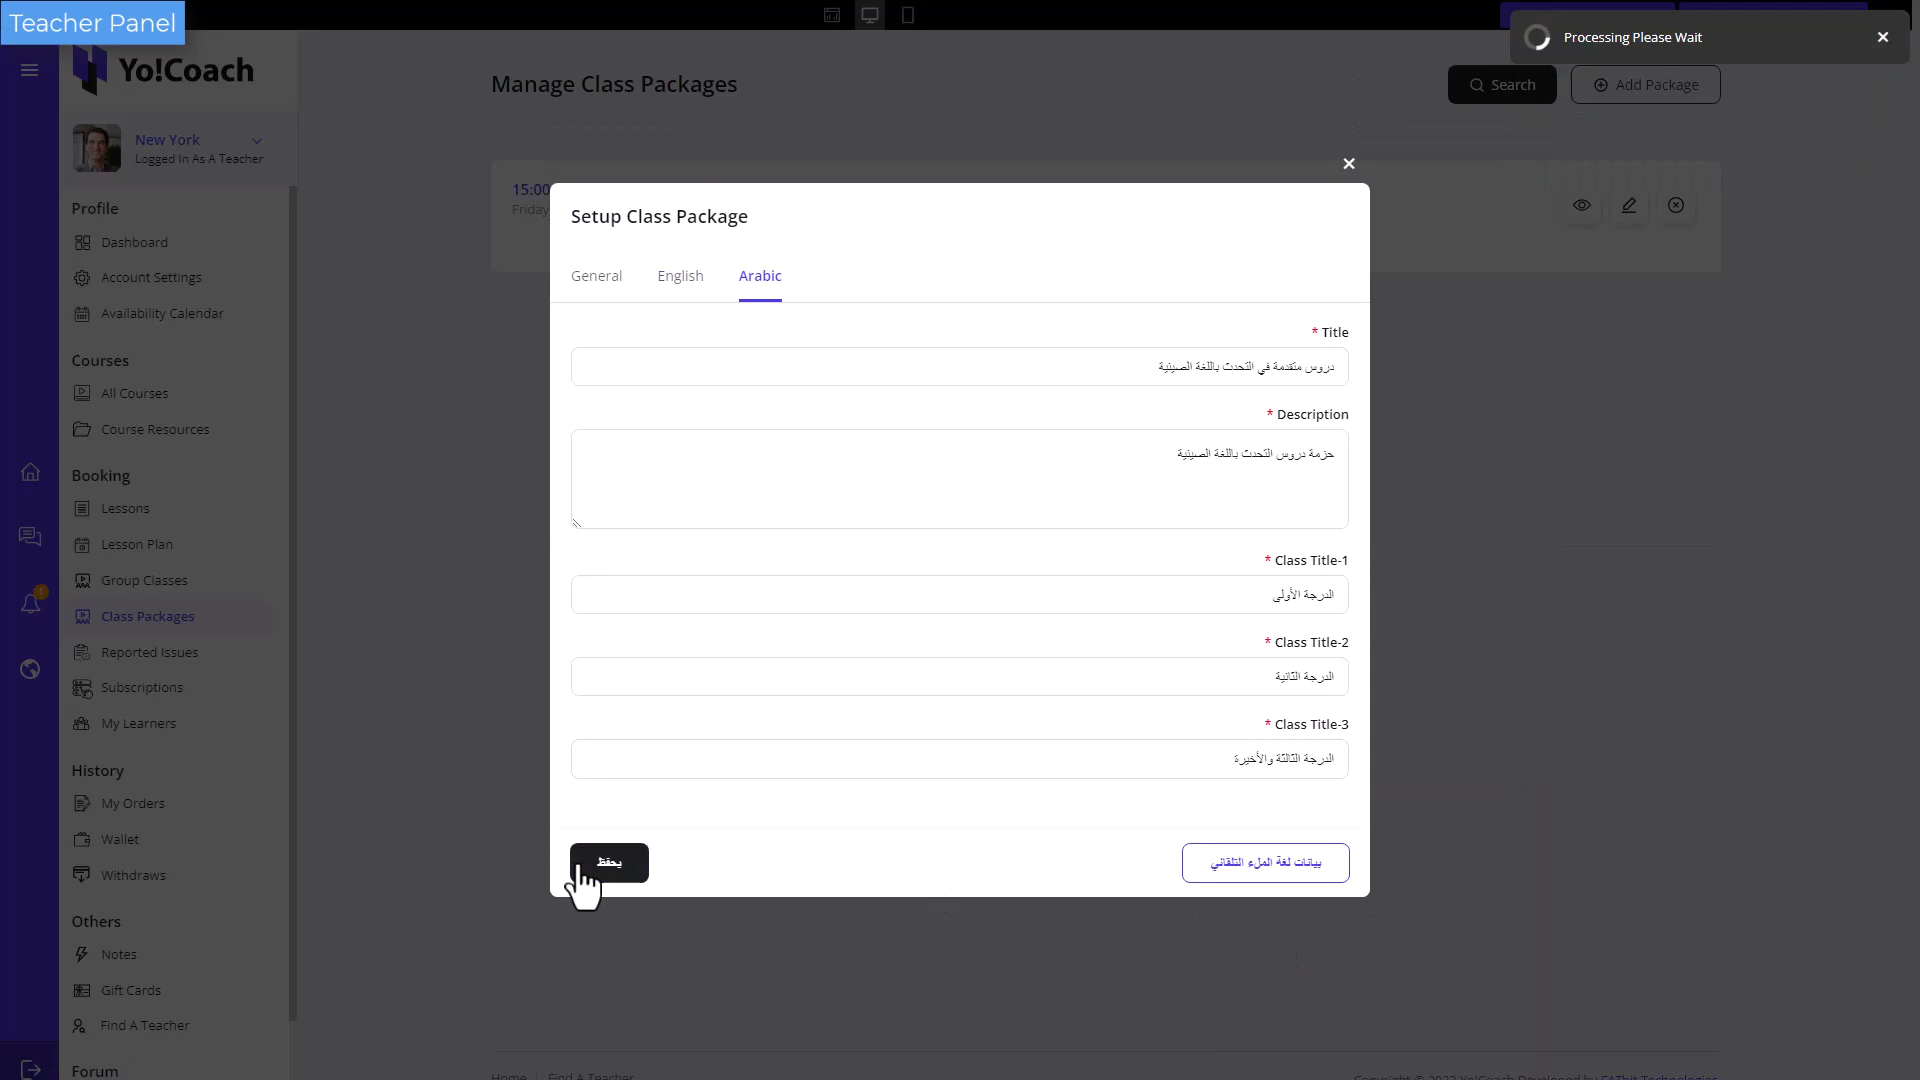 Teacher Panel
Processing Please Wait
Yo!Coach
New York
Logged In As A Teacher
Profile
Dashboard
Account Settings
Availability Calendar
Courses
All Courses
Course Resources
Booking
Lessons
Lesson Plan
Group Classes
Class Packages
Reported Issues
Subscriptions
My Learners
History
My Orders
Wallet
Withdraws
Others
Notes
Gift Cards
Find A Teacher
Forum
1
Manage Class Packages
Search
Add Package
15:00
Friday
Setup Class Package
General
English
Arabic
* Title
دروس متقدمة في التحدث باللغة الصينية
* Description
حزمة دروس التحدث باللغة الصينية
* Class Title-1
الدرجة الأولى
* Class Title-2
الدرجة الثانية
* Class Title-3
الدرجة الثالثة والأخيرة
يحفظ
بيانات لغة الملء التلقائي
Home
Find A Teacher